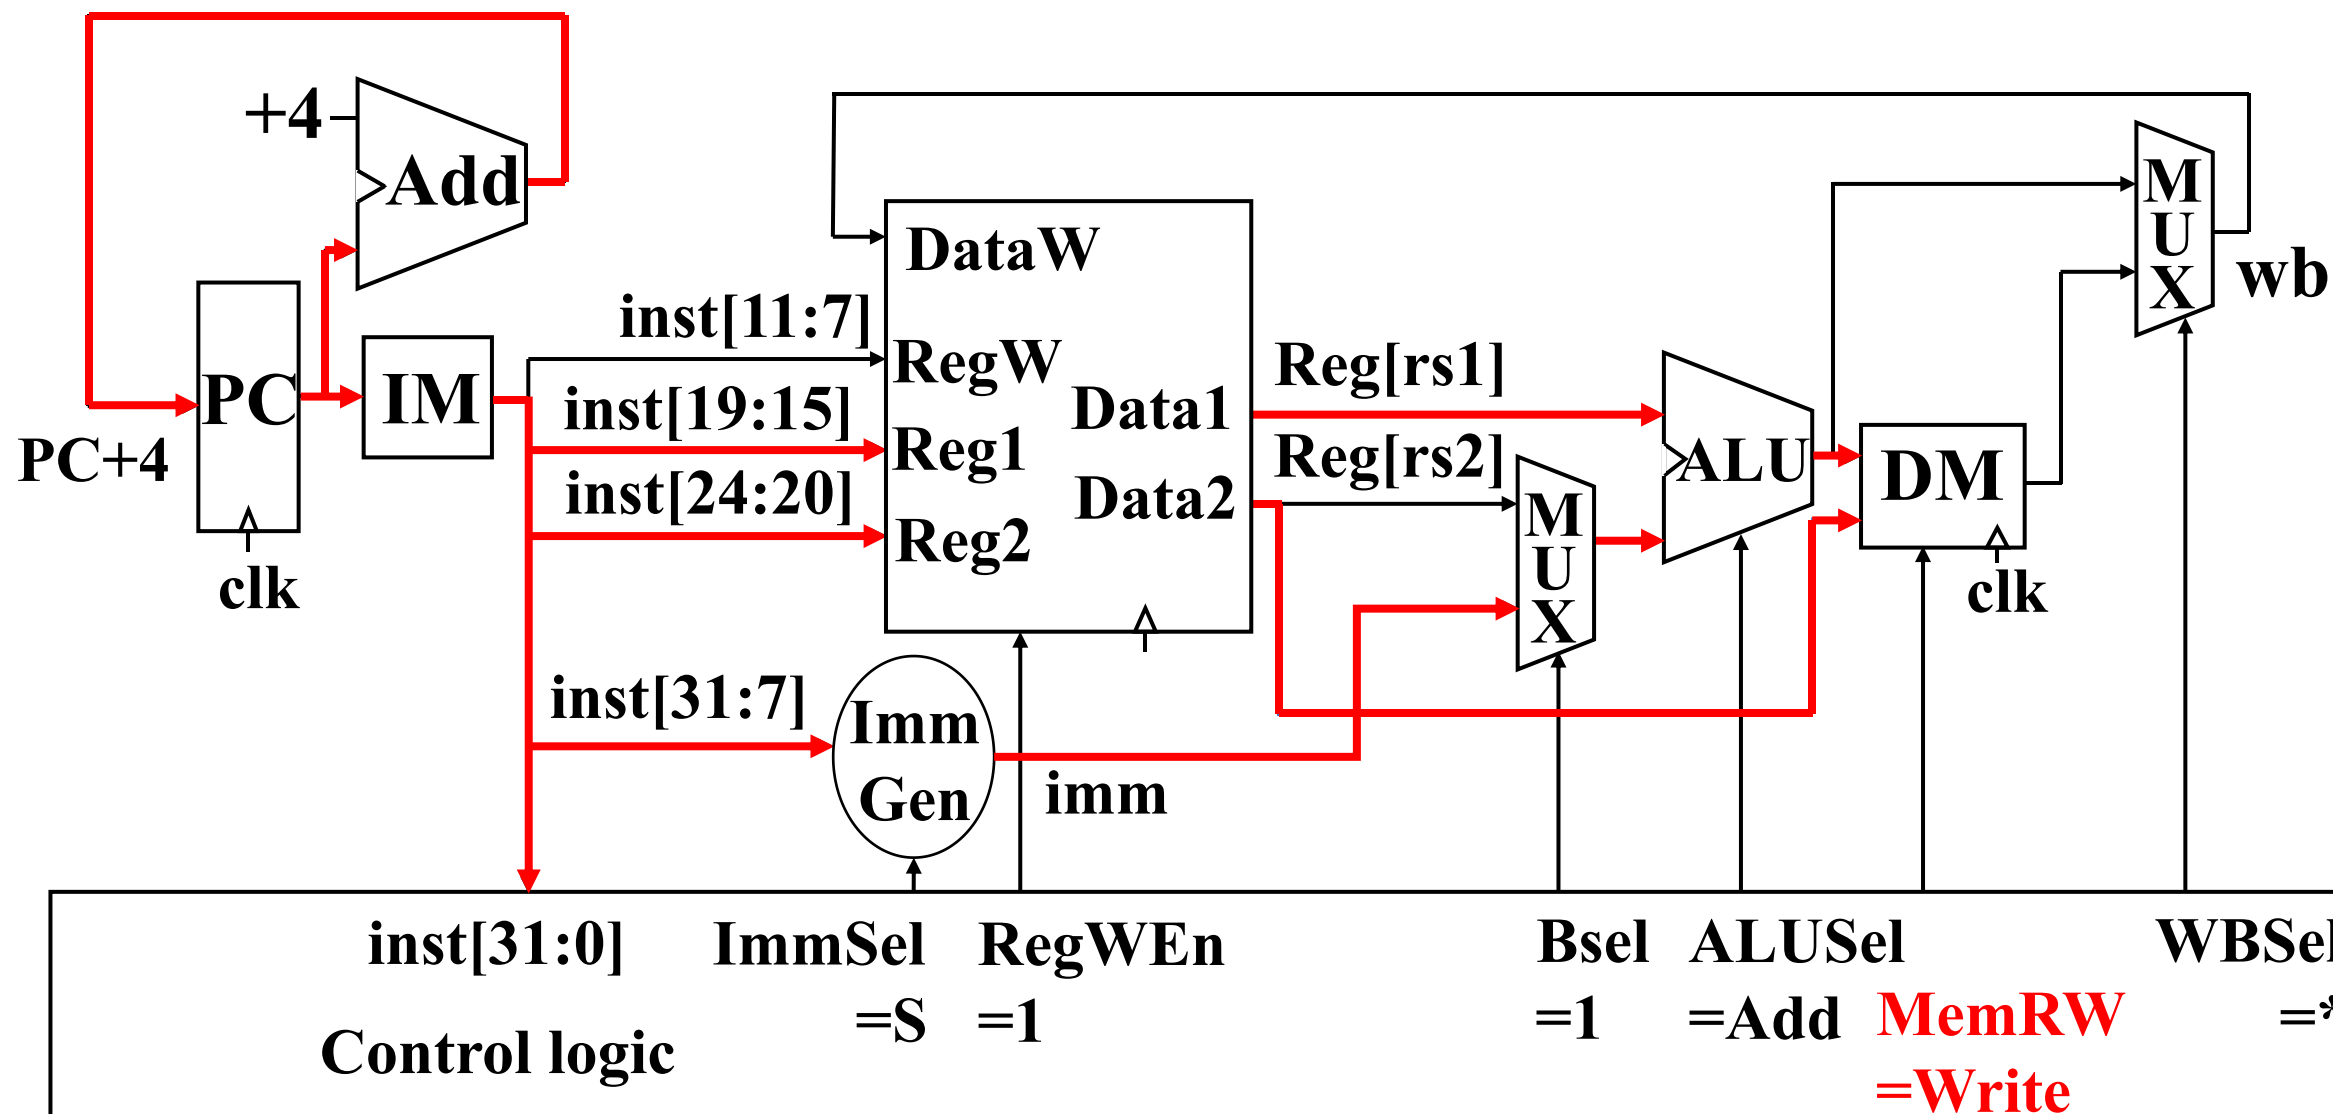 +4
Add
DataW
M
U
X
wb
inst[11:7]
RegW
Reg[rs1]
PC
IM
inst[19:15]
Data1
PC+4
Reg1
Reg[rs2]
ALU
DM
inst[24:20]
Data2
M
U
X
Reg2
clk
clk
inst[31:7]
Imm
Gen
imm
inst[31:0]
ImmSel
RegWEn
Bsel
ALUSel
WBSel
=S
=1
=1
=Add
MemRW
=*
Control logic
=Write